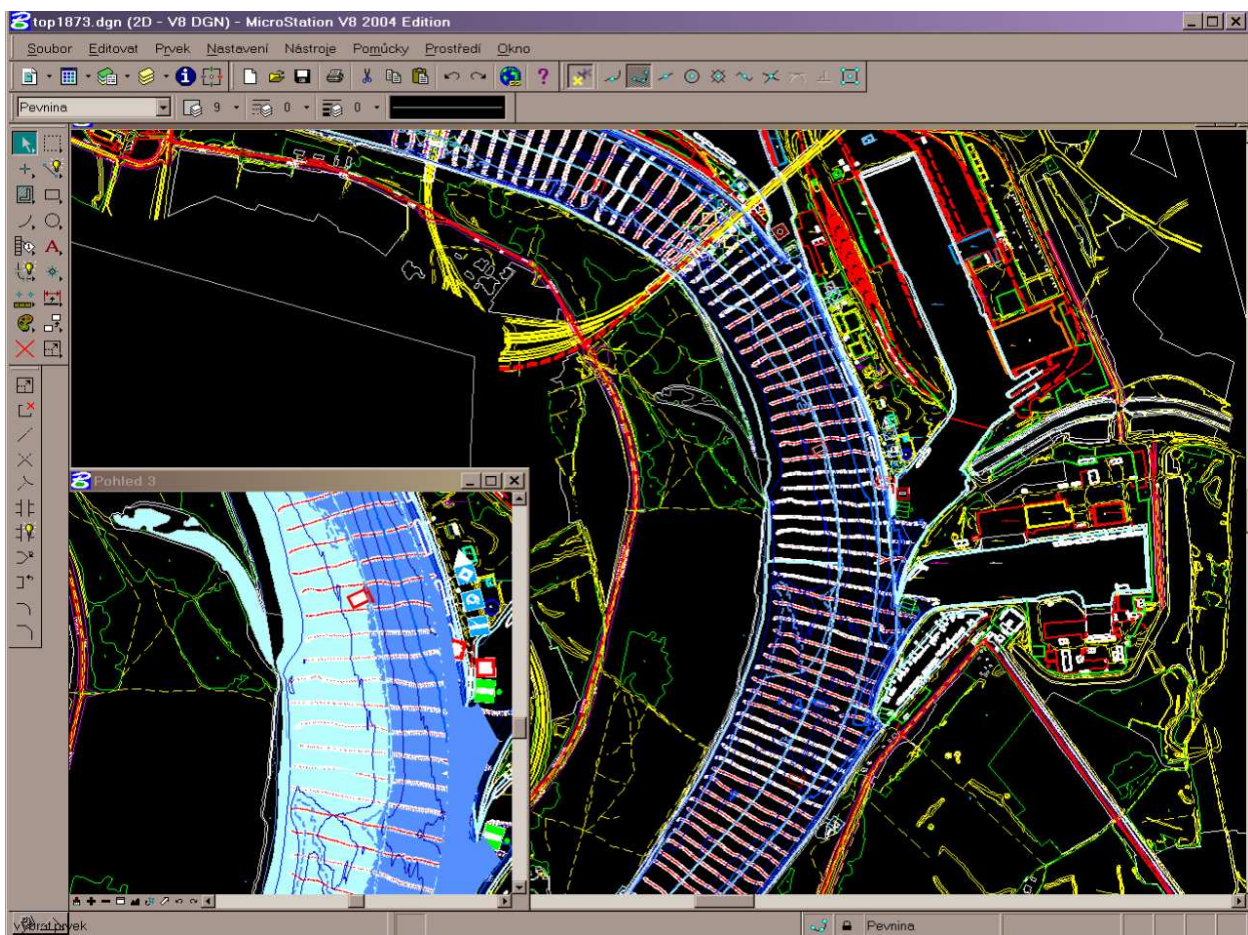 top1873.dgn (2D - V8 DGN) - MicroStation V8 2004 Edition
Soubor Editovat Prvek Nastavení Nástroje Pomůcky Prostředí Okno
Pevnina 9 0 0
Pohled 3
prvek Pevnina